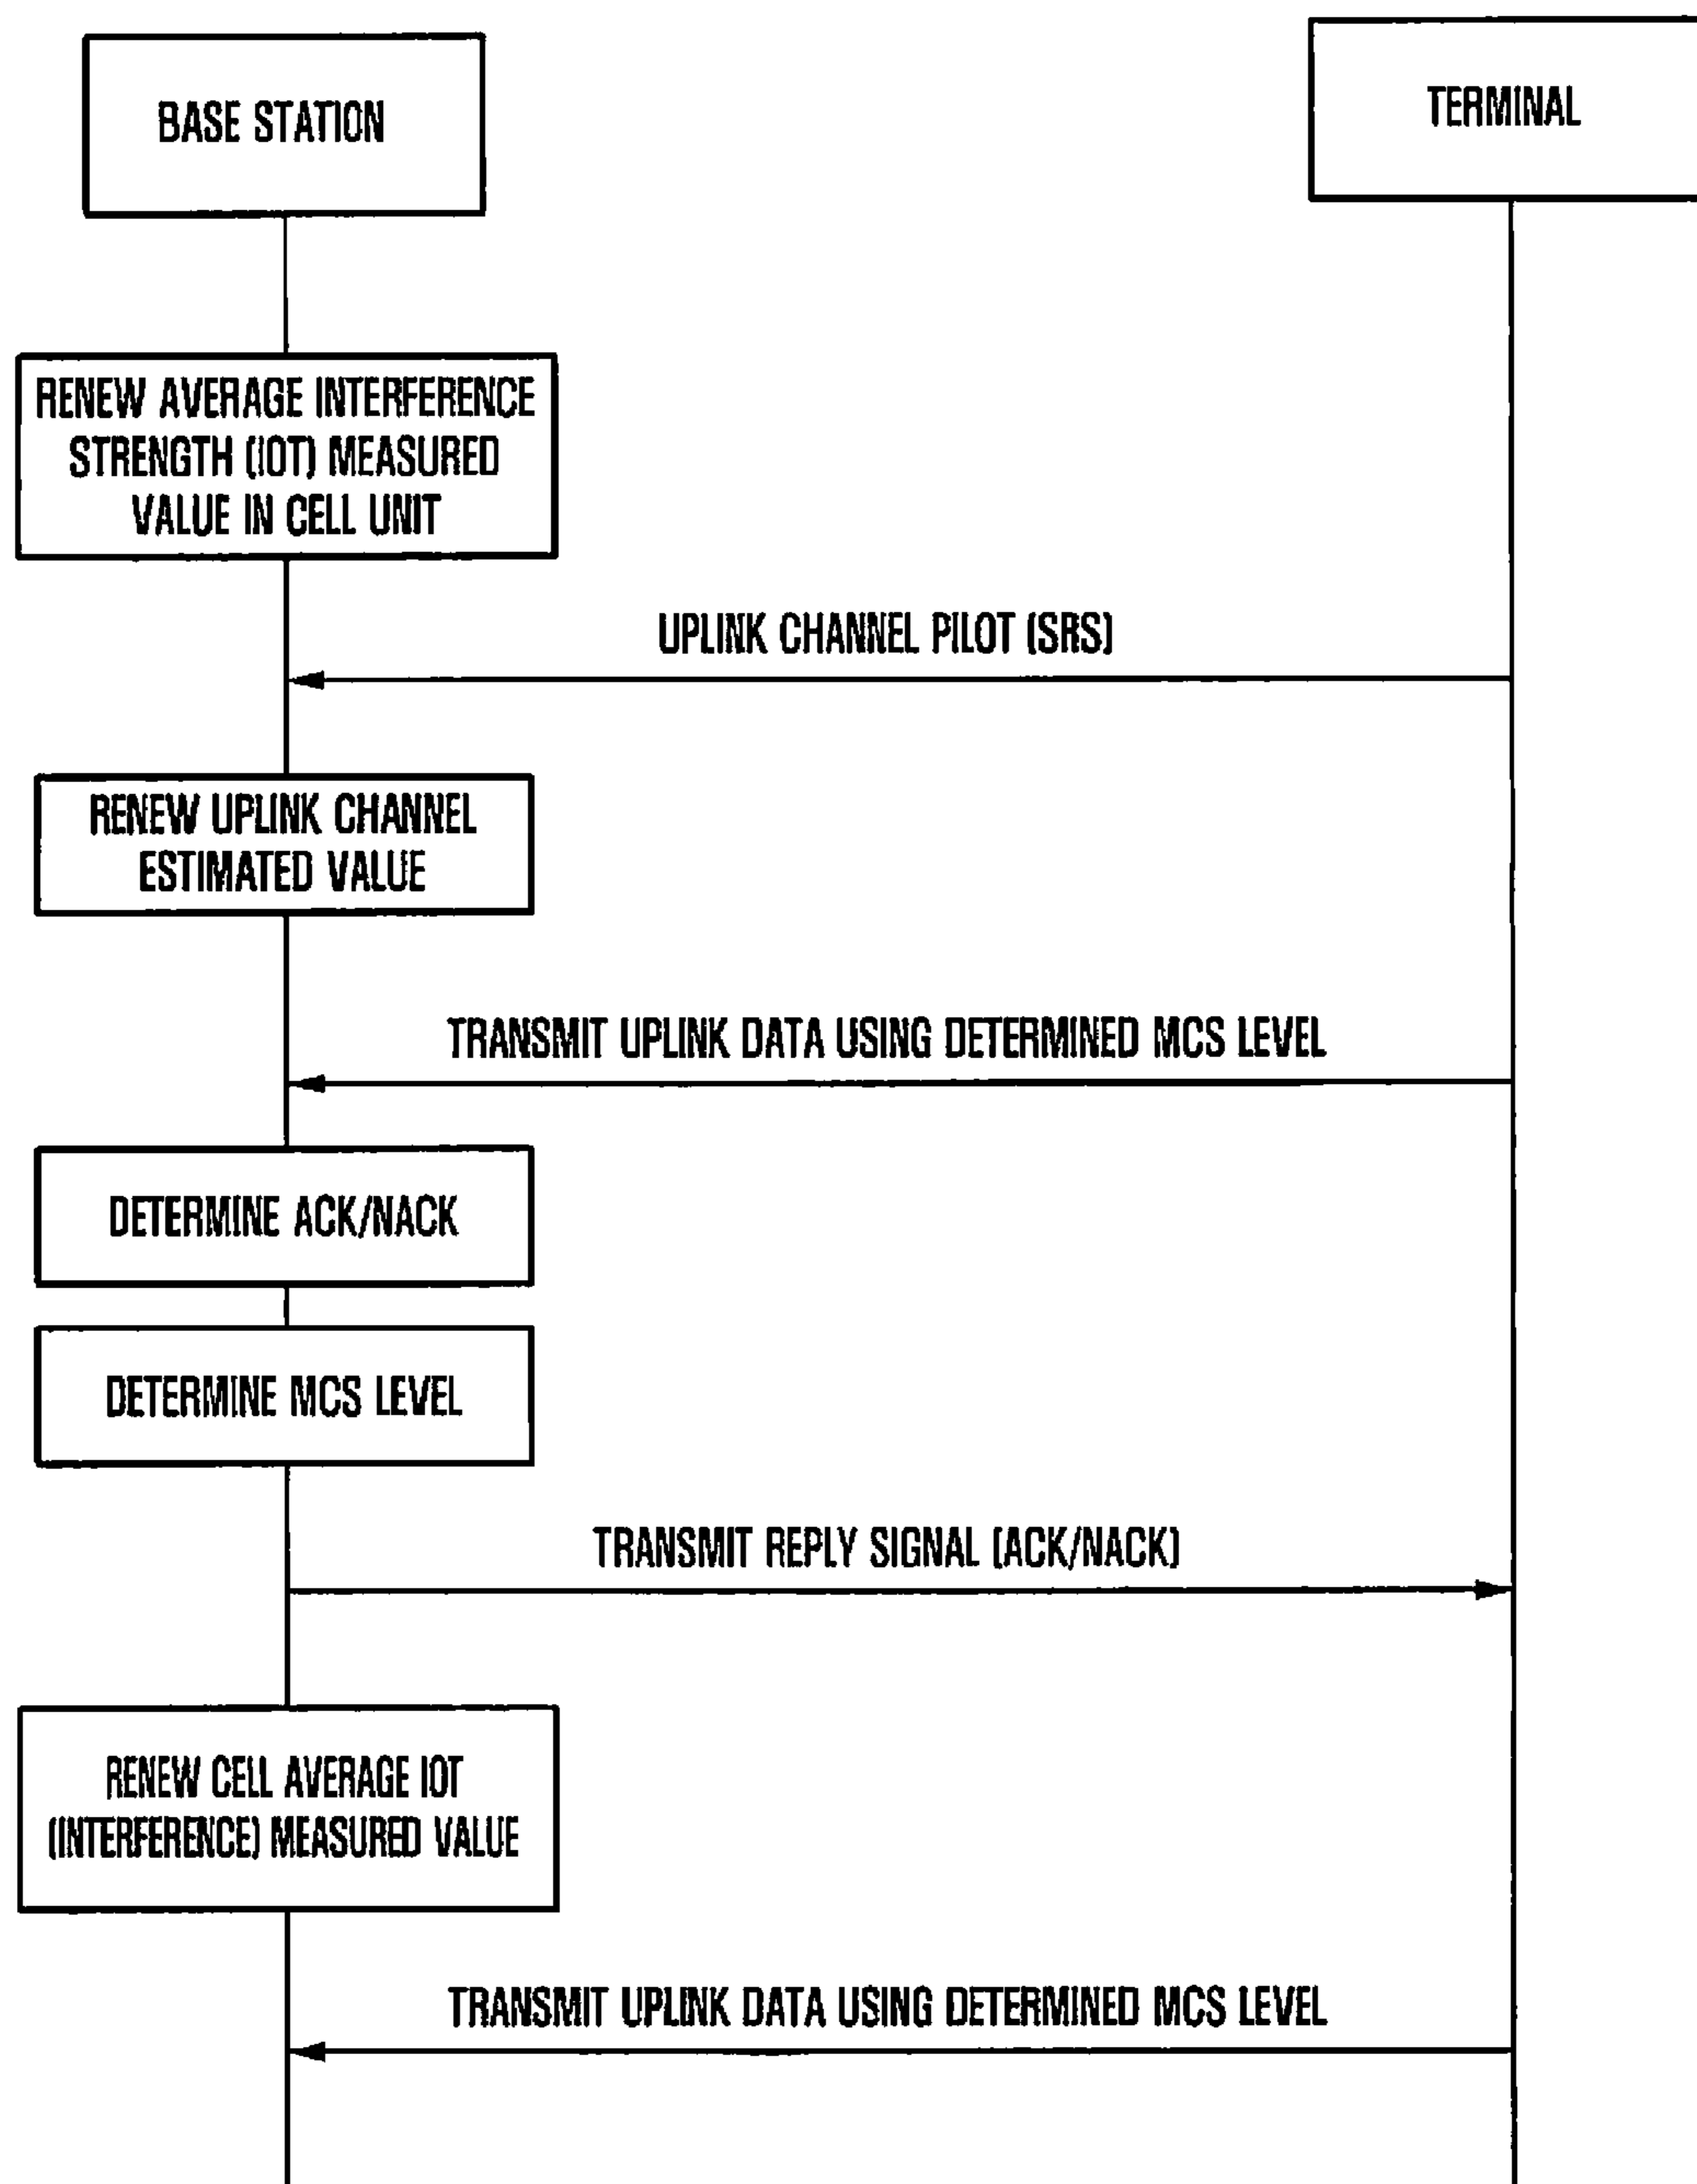 BASE STATION
TERMINAL
RENEW AVERAGE INTERFERENCE
STRENGTH (IOT) MEASURED
VALUE IN CELL UNIT
UPLINK CHANNEL PILOT (SRS)
RENEW UPLINK CHANNEL
ESTIMATED VALUE
TRANSMIT UPLINK DATA USING DETERMINED MCS LEVEL
DETERMINE ACK/NACK
DETERMINE MCS LEVEL
TRANSMIT REPLY SIGNAL (ACK/NACK)
RENEW CELL AVERAGE IOT
(INTERFERENCE) MEASURED VALUE
TRANSMIT UPLINK DATA USING DETERMINED MCS LEVEL